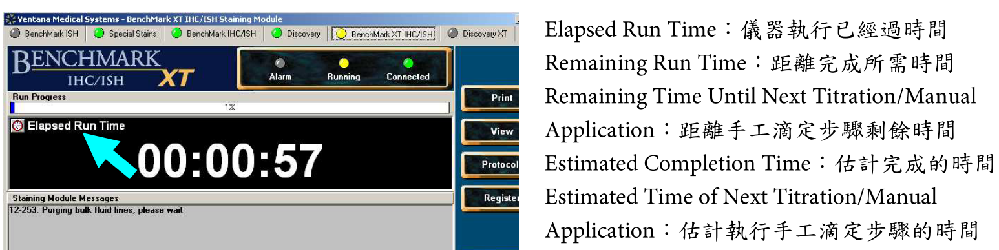 Ventana Medical Systems - BenchMark XT IHC/ISH Staining Module
BenchMark ISH Special Stains BenchMark IHC/ISH Discovery BenchMark XT IHC/ISH Discovery XT
BENCHMARK
IHC/ISH XT
Alarm Running Connected
Run Progress
1%
Elapsed Run Time
00:00:57
Staining Module Messages
12-253: Purging bulk fluid lines, please wait
Print
View
Protocol
Register
Elapsed Run Time：儀器執行已經過時間
Remaining Run Time：距離完成所需時間
Remaining Time Until Next Titration/Manual
Application：距離手工滴定步驟剩餘時間
Estimated Completion Time：估計完成的時間
Estimated Time of Next Titration/Manual
Application：估計執行手工滴定步驟的時間